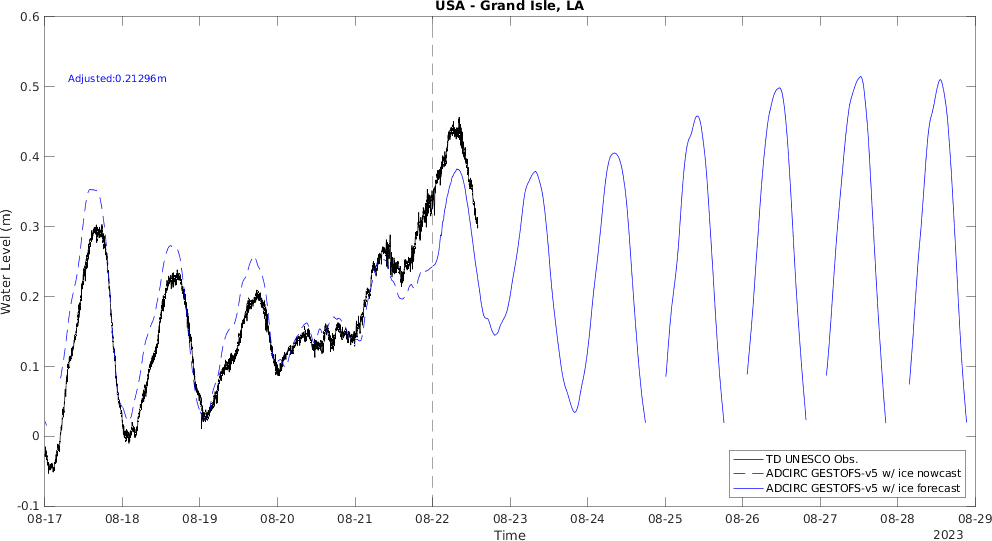 USA - Grand Isle, LA
0.6
Adjusted:0.21296m
0.5
0.4
0.3
0.2
0.1
0
-0.1
Water Level (m)
TD UNESCO Obs.
ADCIRC GESTOFS-v5 w/ ice nowcast
ADCIRC GESTOFS-v5 w/ ice forecast
08-17 08-18 08-19 08-20 08-21 08-22 08-23 08-24 08-25 08-26 08-27 08-28 08-29
Time
2023